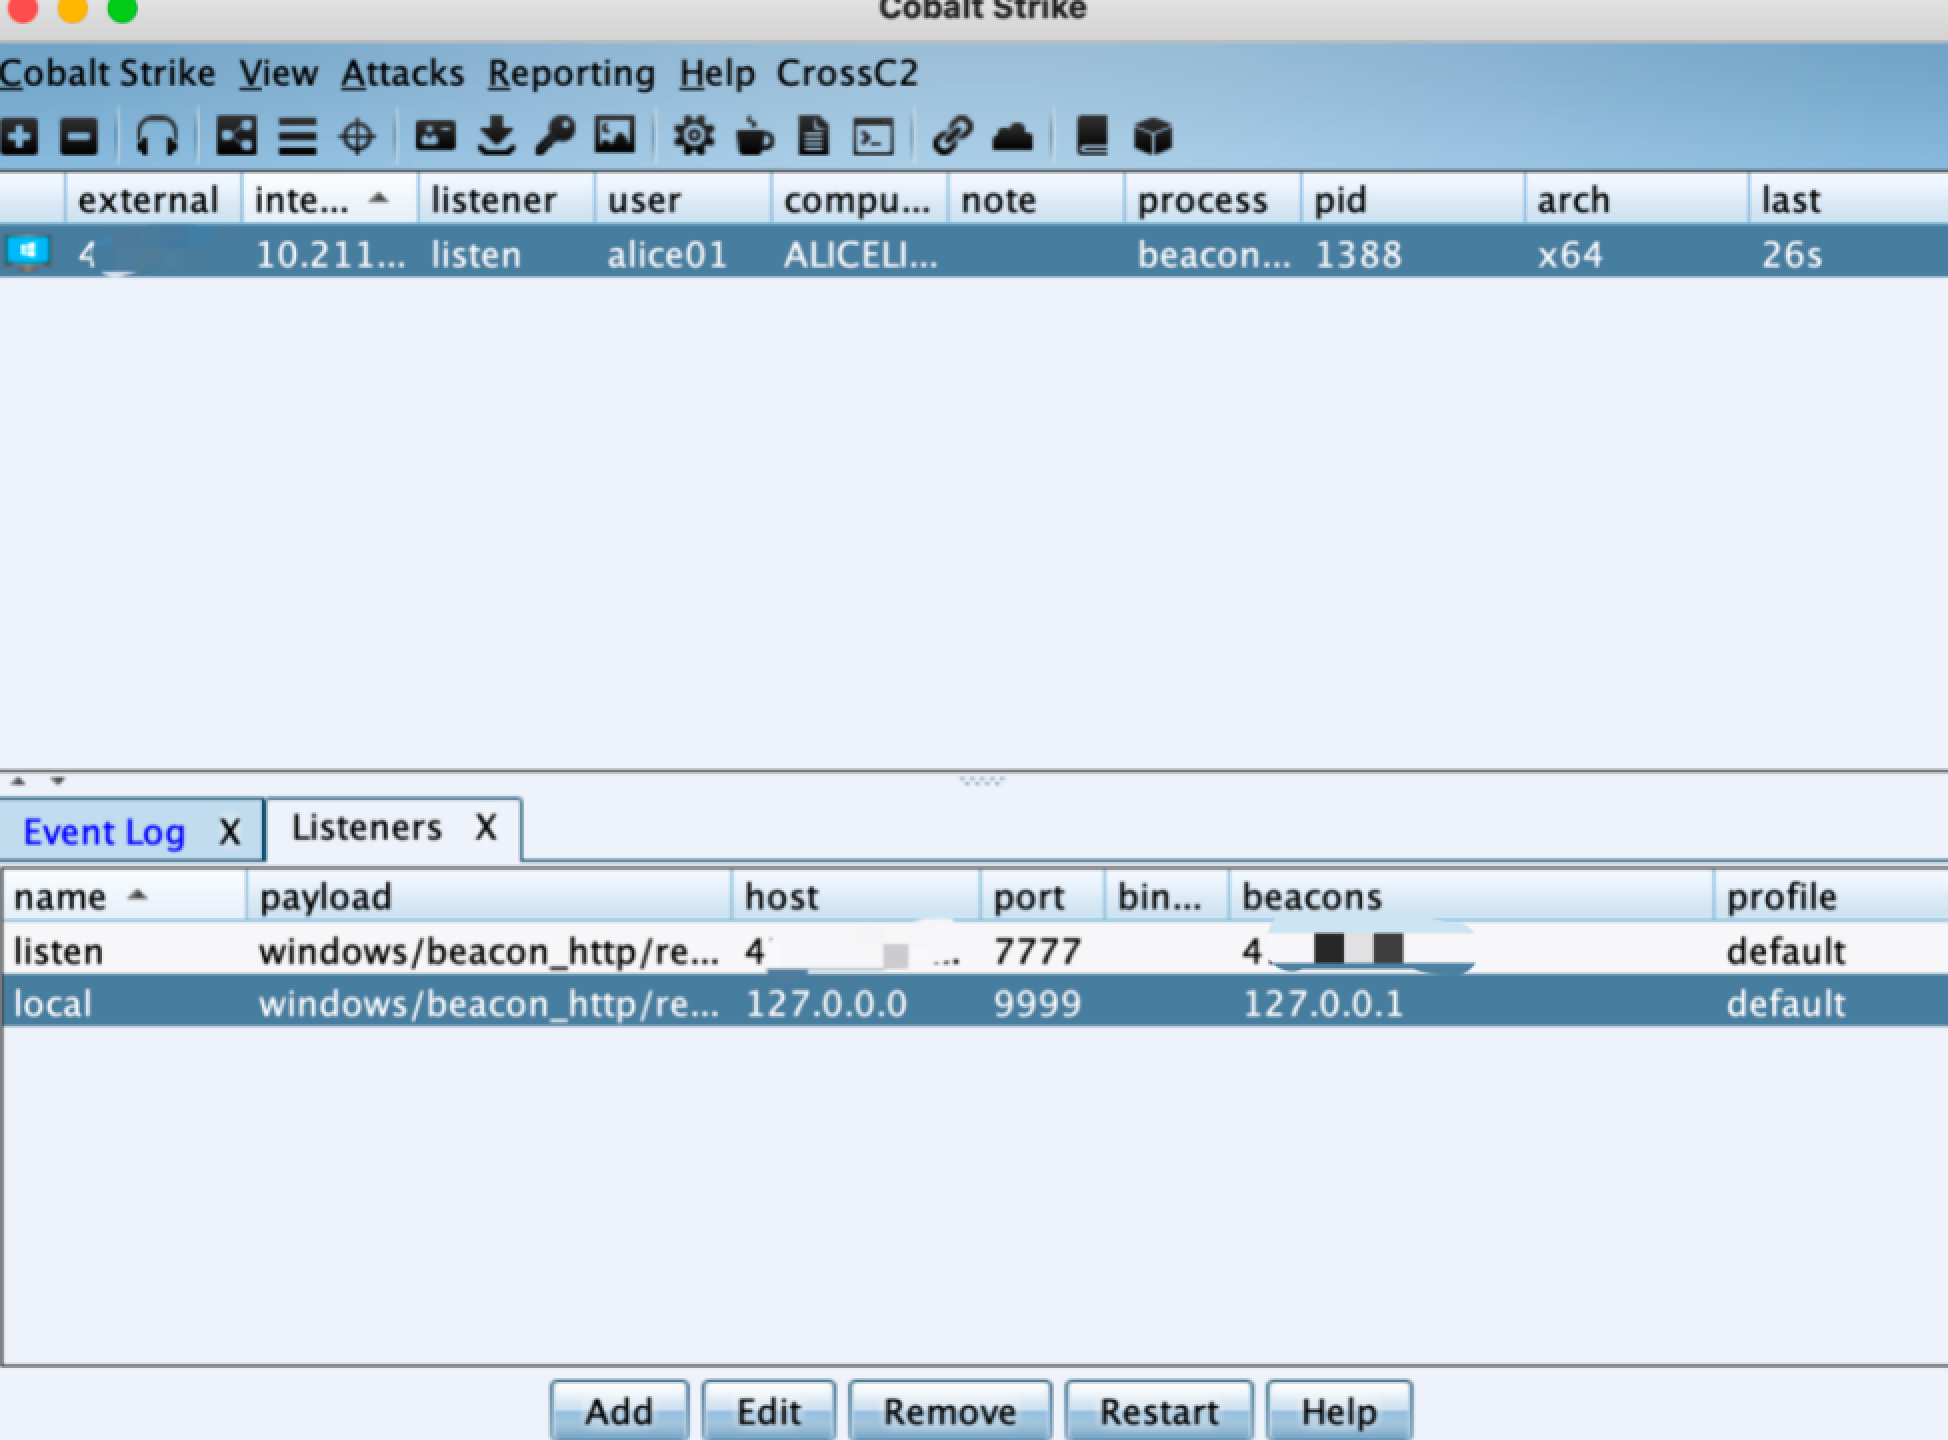 Cobalt Strike
Cobalt Strike View Attacks Reporting Help CrossC2
external inte... listener user compu... note process pid arch last
4 10.211... listen alice01 ALICELI... beacon... 1388 x64 26s
Event Log X Listeners X
name payload host port bin... beacons profile
listen windows/beacon_http/re... 4 ... 7777 4. default
local windows/beacon_http/re... 127.0.0.0 9999 127.0.0.1 default
Add Edit Remove Restart Help